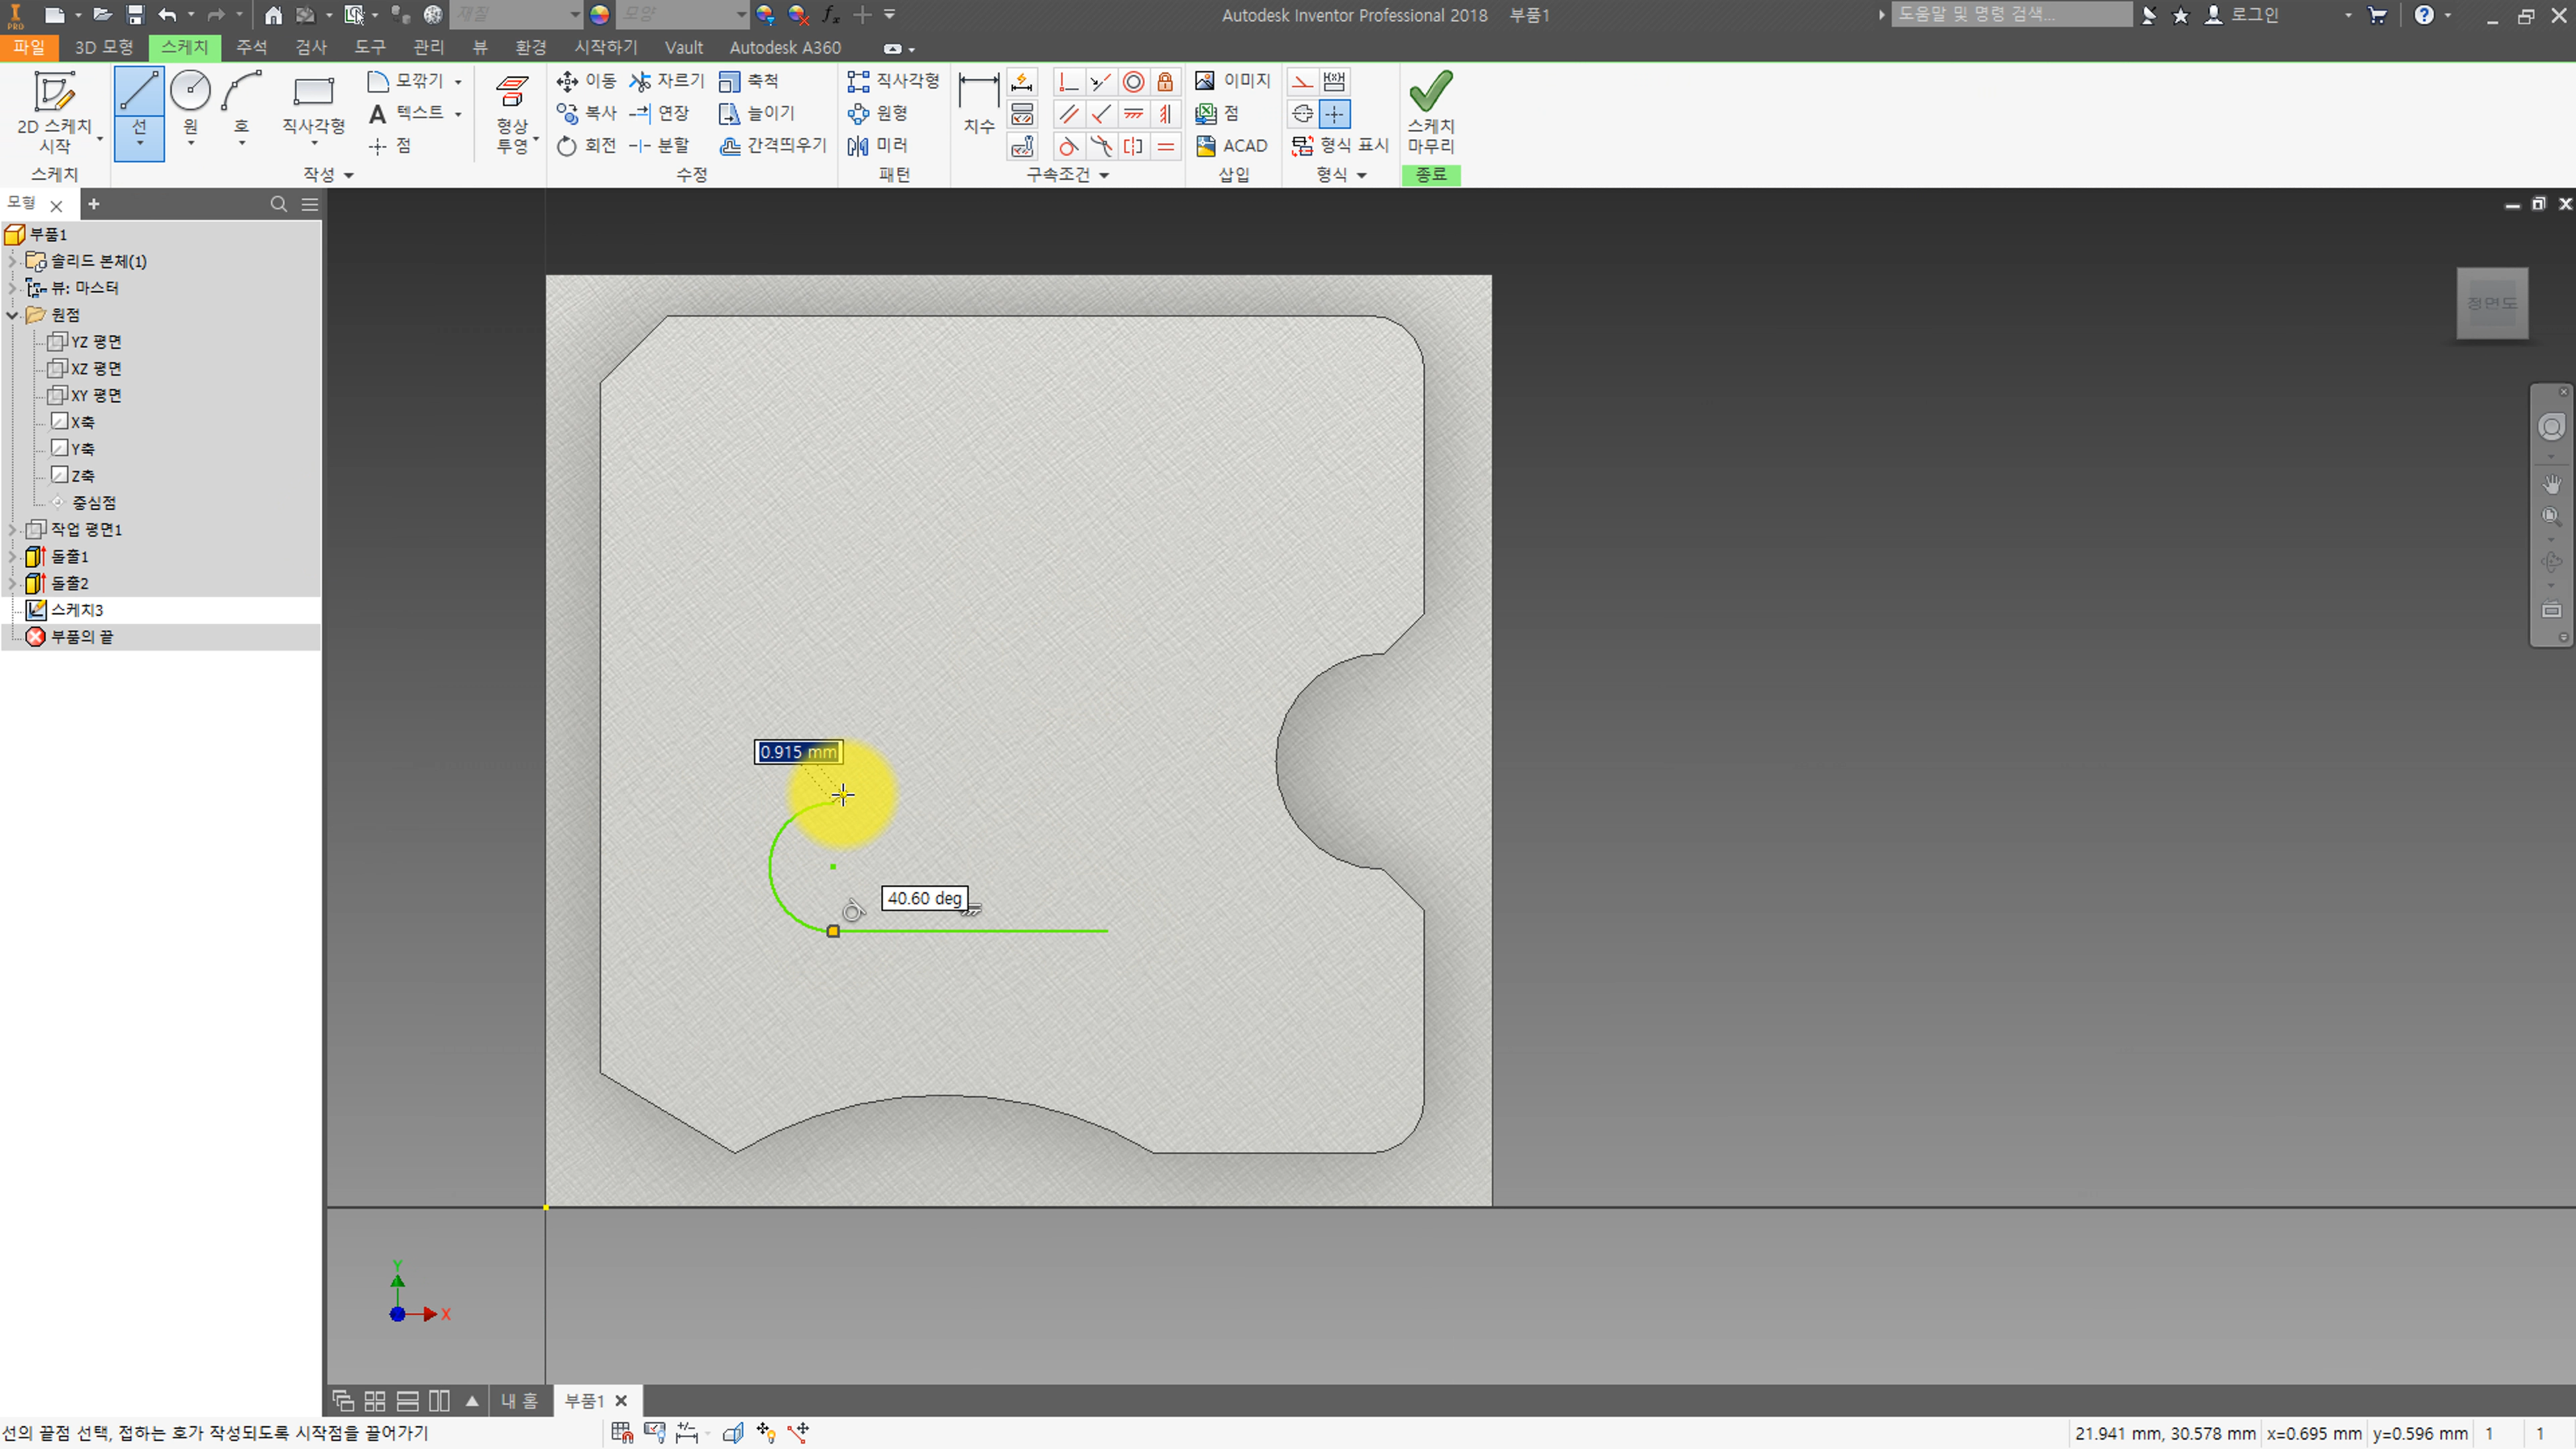 PRO
재질
모양
fx
Autodesk Inventor Professional 2018 부품1
도움말 및 명령 검색...
로그인
파일 3D 모형 스케치 주석 검사 도구 관리 뷰 환경 시작하기 Vault Autodesk A360
2D 스케치
시작
선
원
호
직사각형
모깎기
A 텍스트
점
형상
투영
이동 자르기 축척
복사 연장 늘이기
회전 분할 간격띄우기
직사각형
원형
미러
치수
이미지
점
ACAD
형식 표시
스케치
마무리
스케치 작성 수정 패턴 구속조건 삽입 형식 종료
모형
부품1
솔리드 본체(1)
뷰: 마스터
원점
YZ 평면
XZ 평면
XY 평면
X축
Y축
Z축
중심점
작업 평면1
돌출1
돌출2
스케치3
부품의 끝
정면도
0.915 mm
40.60 deg
Y
X
내 홈 부품1
선의 끝점 선택, 접하는 호가 작성되도록 시작점을 끌어가기
21.941 mm, 30.578 mm x=0.695 mm y=0.596 mm 1 1